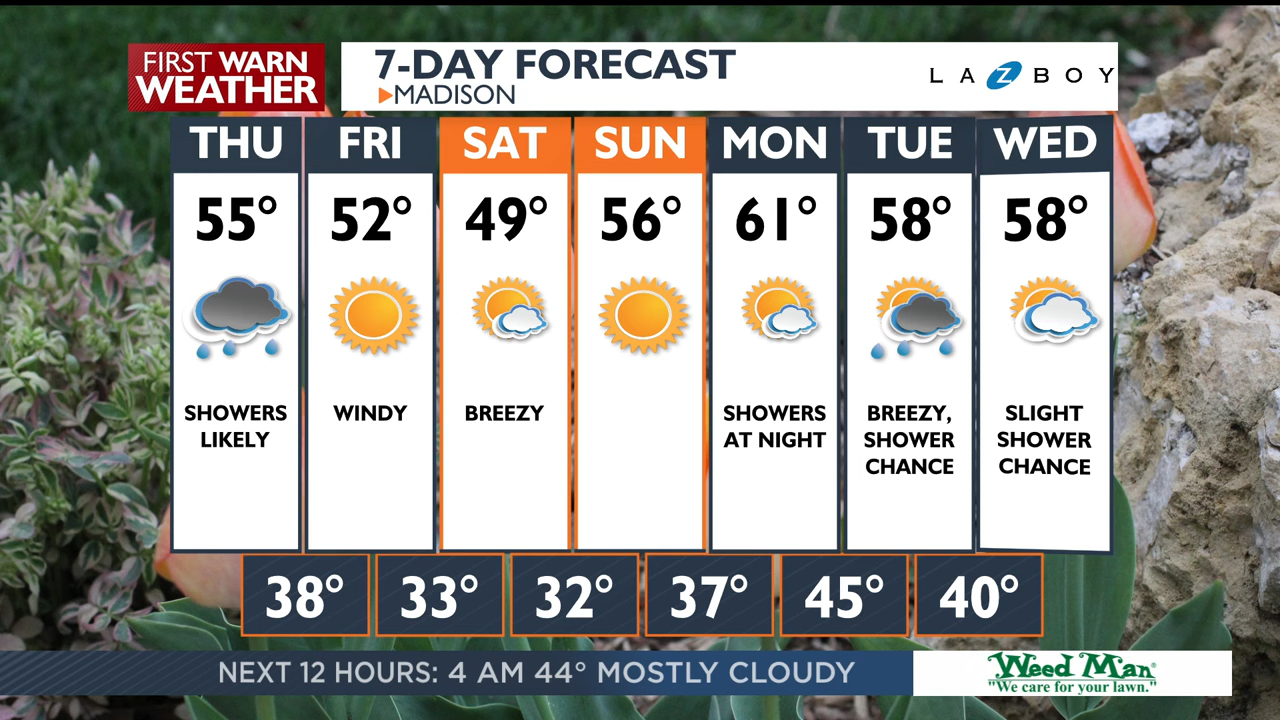 FIRST WARN
WEATHER
7-DAY FORECAST
MADISON
LAZBOY
THU FRI SAT SUN MON TUE WED
55° 52° 49° 56° 61° 58° 58°
SHOWERS
LIKELY
WINDY
BREEZY
SHOWERS
AT NIGHT
BREEZY,
SHOWER
CHANCE
SLIGHT
SHOWER
CHANCE
38° 33° 32° 37° 45° 40°
NEXT 12 HOURS: 4 AM 44° MOSTLY CLOUDY
Weed Man®
"We care for your lawn."